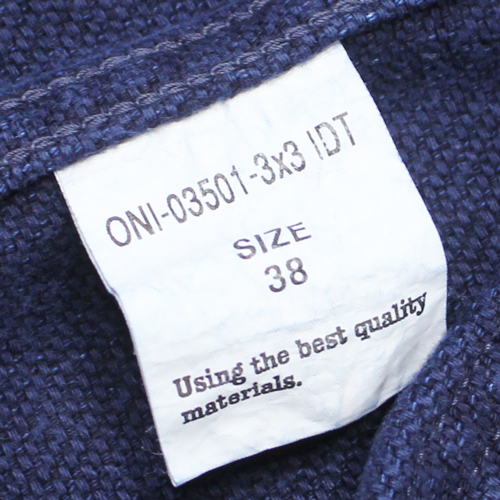 ONI-03501-3x3 IDT
SIZE
38
Using the best quality
materials.